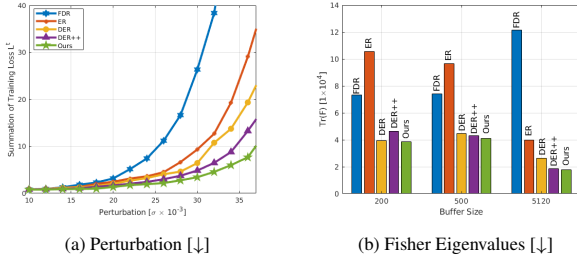 FDR
ER
DER
DER++
Ours
Summation of Training Loss L^t
40
20
0
10
15
20
25
30
35
Perturbation [σ × 10^-3]
(a) Perturbation [↓]
Tr(F) [1×10^4]
14
12
10
8
6
4
2
0
FDR
ER
DER
DER++
Ours
FDR
ER
DER
DER++
Ours
FDR
ER
DER
DER++
Ours
200
500
5120
Buffer Size
(b) Fisher Eigenvalues [↓]